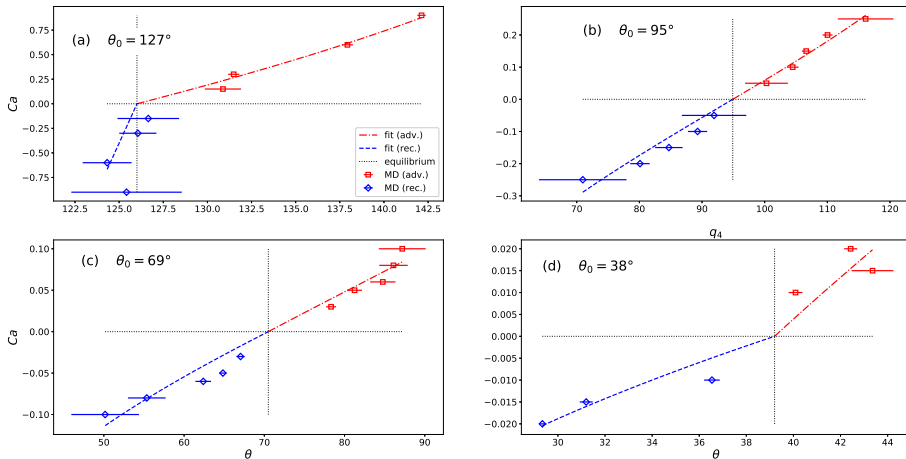 (a) θ₀ = 127°
Ca
0.75
0.50
0.25
0.00
−0.25
−0.50
−0.75
122.5 125.0 127.5 130.0 132.5 135.0 137.5 140.0 142.5
fit (adv.)
fit (rec.)
equilibrium
MD (adv.)
MD (rec.)
(b) θ₀ = 95°
0.2
0.1
0.0
−0.1
−0.2
−0.3
70 80 90 100 110 120
q₄
(c) θ₀ = 69°
Ca
0.10
0.05
0.00
−0.05
−0.10
50 60 70 80 90
θ
(d) θ₀ = 38°
0.020
0.015
0.010
0.005
0.000
−0.005
−0.010
−0.015
−0.020
30 32 34 36 38 40 42 44
θ